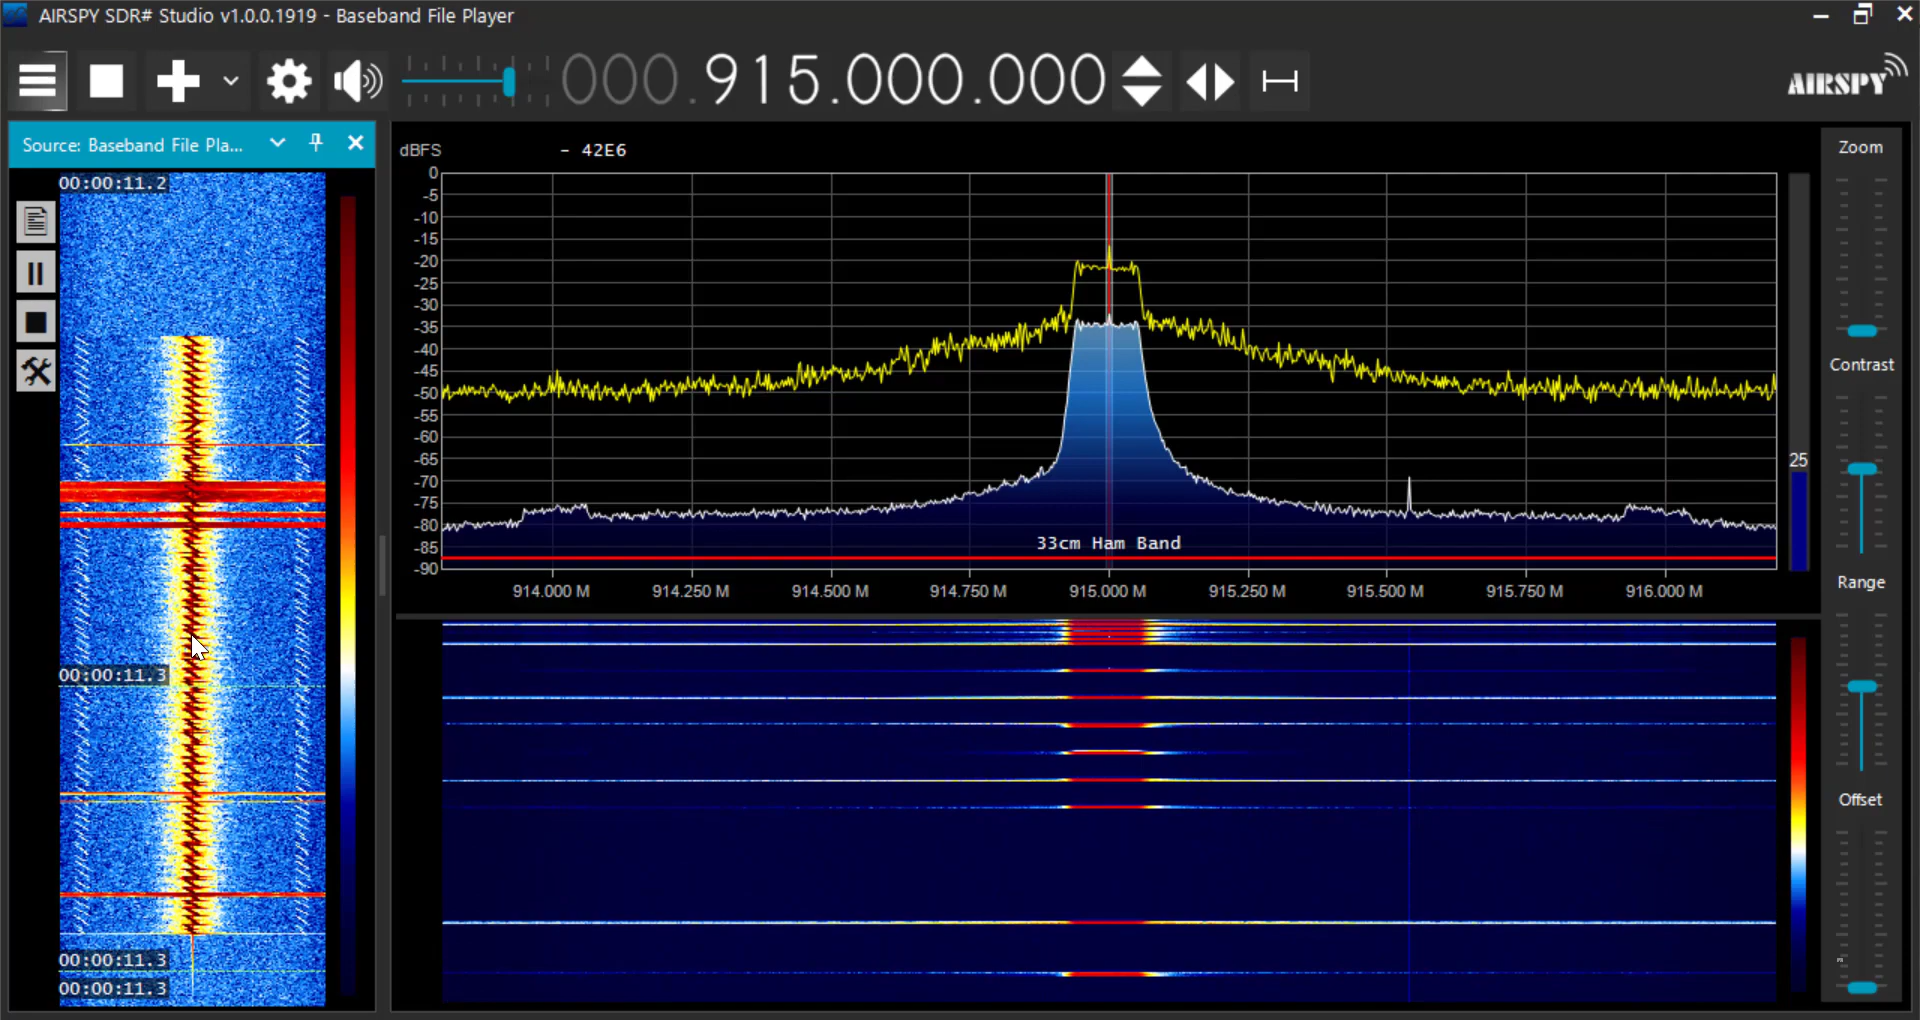 AIRSPY SDR# Studio v1.0.0.1919 - Baseband File Player
000.915.000.000
AIRSPY
Source: Baseband File Pla...
00:00:11.2
00:00:11.3
00:00:11.3
00:00:11.3
dBFS
- 42E6
0
-5
-10
-15
-20
-25
-30
-35
-40
-45
-50
-55
-60
-65
-70
-75
-80
-85
-90
33cm Ham Band
914.000 M
914.250 M
914.500 M
914.750 M
915.000 M
915.250 M
915.500 M
915.750 M
916.000 M
25
Zoom
Contrast
Range
Offset